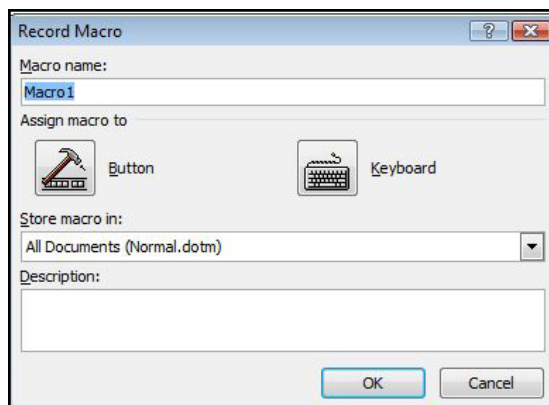 Record Macro
Macro name:
Macro1
Assign macro to
Button
Keyboard
Store macro in:
All Documents (Normal.dotm)
Description:
OK
Cancel